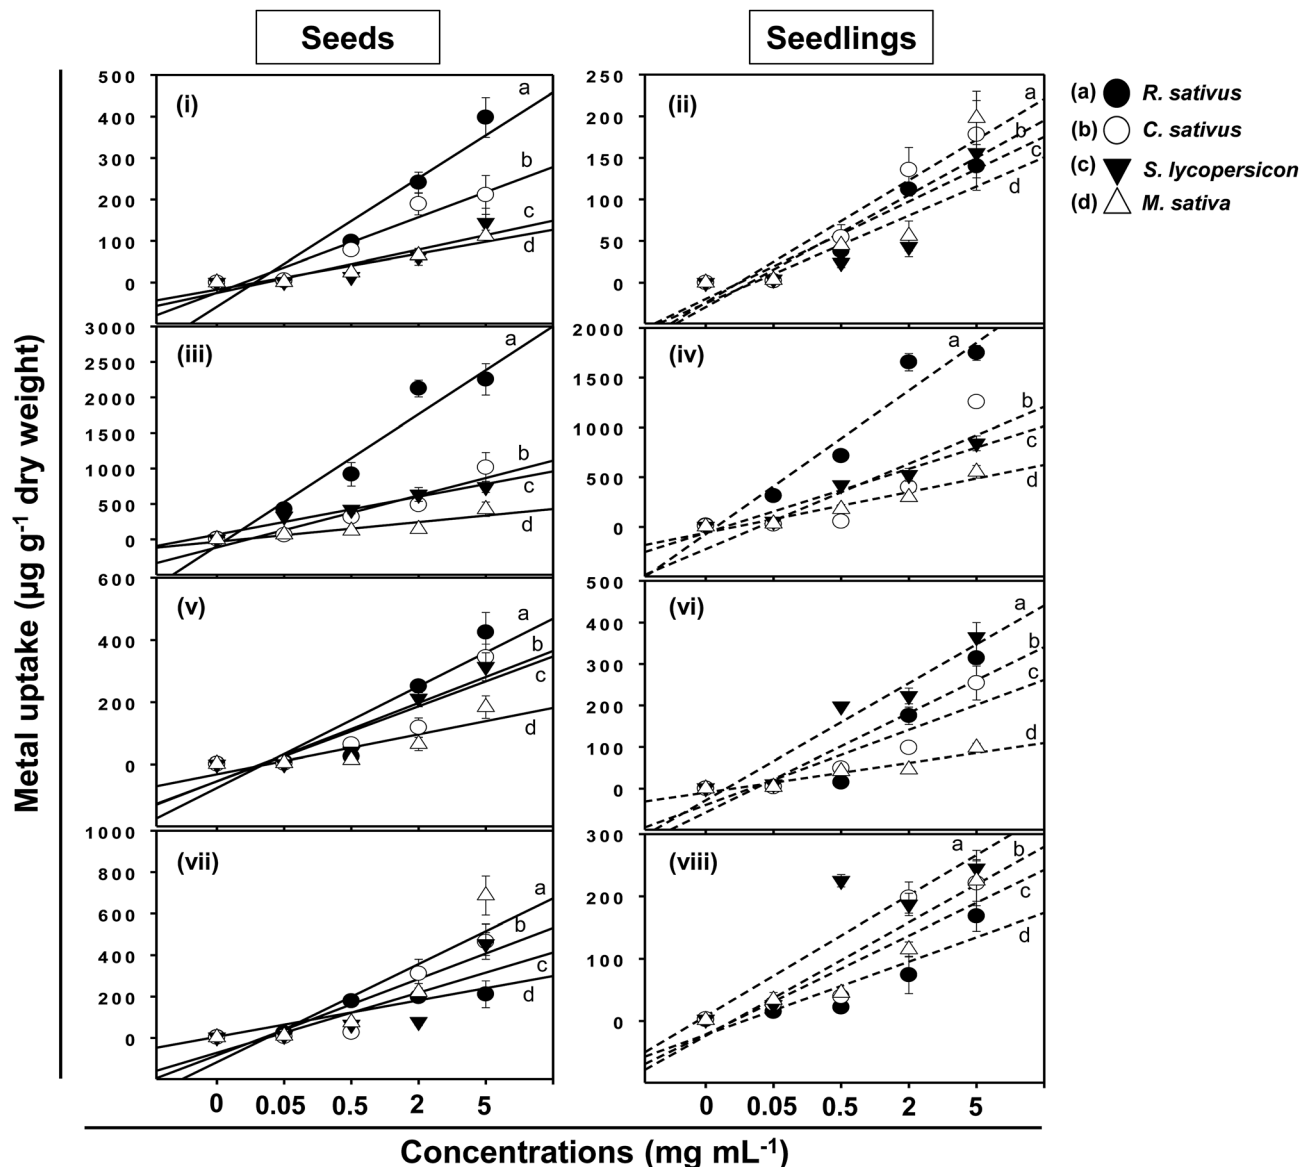 Seeds
Seedlings
(a) R. sativus
(b) C. sativus
(c) S. lycopersicon
(d) M. sativa
Metal uptake (µg g-1 dry weight)
(i)
500
400
300
200
100
0
a
b
c
d
(ii)
250
200
150
100
50
0
a
b
c
d
(iii)
3000
2500
2000
1500
1000
500
0
a
b
c
d
(iv)
2000
1500
1000
500
0
a
b
c
d
(v)
600
400
200
0
a
b
c
d
(vi)
500
400
300
200
100
0
a
b
c
d
(vii)
1000
800
600
400
200
0
a
b
c
d
(viii)
300
200
100
0
a
b
c
d
0 0.05 0.5 2 5
0 0.05 0.5 2 5
Concentrations (mg mL-1)